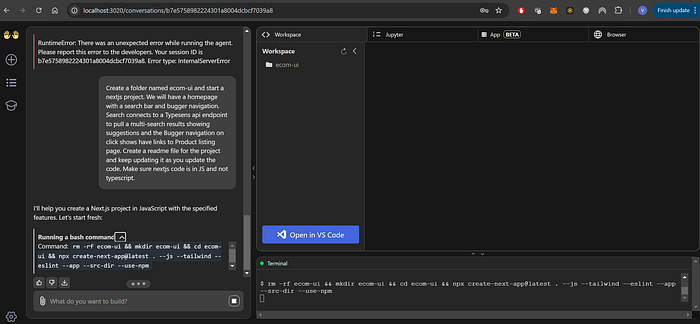 localhost:3020/conversations/b7e5758982224301a8004dcbcf7039a8
Finish update
RuntimeError: There was an unexpected error while running the agent.
Please report this error to the developers. Your session ID is
b7e5758982224301a8004dcbcf7039a8. Error type: InternalServerError
Create a folder named ecom-ui and start a
nextjs project. We will have a homepage
with a search bar and bugger navigation.
Search connects to a Typesens api endpoint
to pull a multi-search results showing
suggestions and the Bugger navigation on
click shows have links to Product listing
page. Create a readme file for the project
and keep updating it as you update the
code. Make sure nextjs code is in JS and not
typescript.
I'll help you create a Next.js project in JavaScript with the specified
features. Let's start fresh:
Running a bash command
Command: rm -rf ecom-ui && mkdir ecom-ui && cd ecom-
ui && npx create-next-app@latest . --js --tailwind --
eslint --app --src-dir --use-npm
What do you want to build?
<> Workspace
Jupyter
App BETA
Browser
Workspace
ecom-ui
Open in VS Code
Terminal
$ rm -rf ecom-ui && mkdir ecom-ui && cd ecom-ui && npx create-next-app@latest . --js --tailwind --eslint --app
--src-dir --use-npm